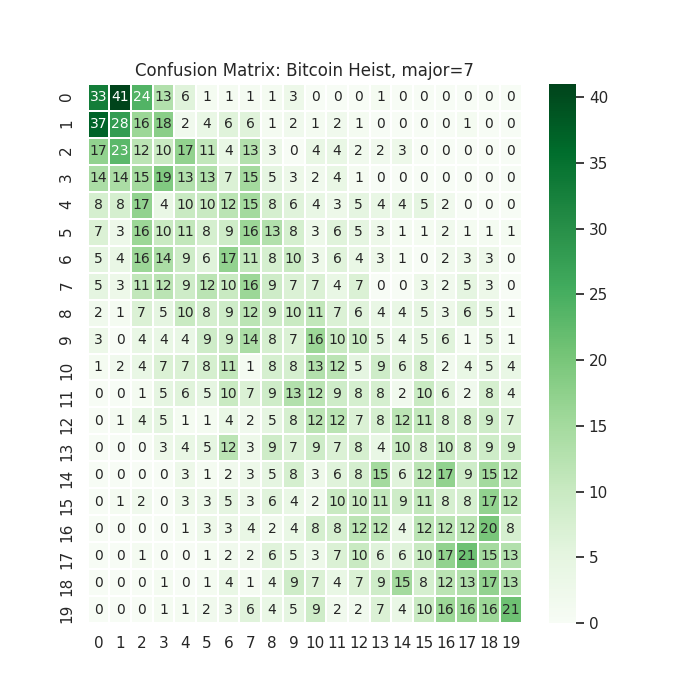 Confusion Matrix: Bitcoin Heist, major=7
0 33 41 24 13 6 1 1 1 1 3 0 0 0 1 0 0 0 0 0 0
1 37 28 16 18 2 4 6 6 1 2 1 2 1 0 0 0 0 1 0 0
2 17 23 12 10 17 11 4 13 3 0 4 4 2 2 3 0 0 0 0 0
3 14 14 15 19 13 13 7 15 5 3 2 4 1 0 0 0 0 0 0 0
4 8 8 17 4 10 10 12 15 8 6 4 3 5 4 4 5 2 0 0 0
5 7 3 16 10 11 8 9 16 13 8 3 6 5 3 1 1 2 1 1 1
6 5 4 16 14 9 6 17 11 8 10 3 6 4 3 1 0 2 3 3 0
7 5 3 11 12 9 12 10 16 9 7 7 4 7 0 0 3 2 5 3 0
8 2 1 7 5 10 8 9 12 9 10 11 7 6 4 4 5 3 6 5 1
9 3 0 4 4 4 9 9 14 8 7 16 10 10 5 4 5 6 1 5 1
10 1 2 4 7 7 8 11 1 8 8 13 12 5 9 6 8 2 4 5 4
11 0 0 1 5 6 5 10 7 9 13 12 9 8 8 2 10 6 2 8 4
12 0 1 4 5 1 1 4 2 5 8 12 12 7 8 12 11 8 8 9 7
13 0 0 0 3 4 5 12 3 9 7 9 7 8 4 10 8 10 8 9 9
14 0 0 0 0 3 1 2 3 5 8 3 6 8 15 6 12 17 9 15 12
15 0 1 2 0 3 3 5 3 6 4 2 10 10 11 9 11 8 8 17 12
16 0 0 0 0 1 3 3 4 2 4 8 8 12 12 4 12 12 12 20 8
17 0 0 1 0 0 1 2 2 6 5 3 7 10 6 6 10 17 21 15 13
18 0 0 0 1 0 1 4 1 4 9 7 4 7 9 15 8 12 13 17 13
19 0 0 0 1 1 2 3 6 4 5 9 2 2 7 4 10 16 16 16 21
0 1 2 3 4 5 6 7 8 9 10 11 12 13 14 15 16 17 18 19
40
35
30
25
20
15
10
5
0